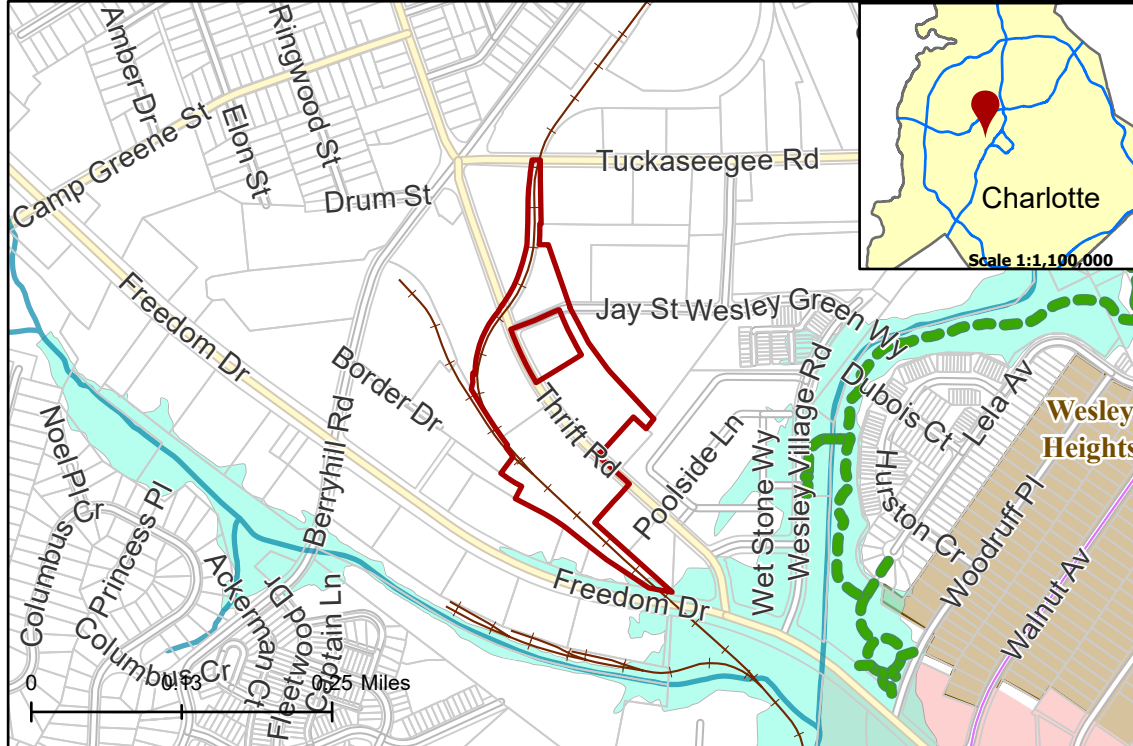 Amber Dr
Ringwood St
Camp Greene St
Elon St
Drum St
Tuckaseegee Rd
Charlotte
Scale 1:1,100,000
Freedom Dr
Jay St
Wesley Green Wy
Border Dr
Dubois Ct
Lela Av
Wesley
Heights
Noel Pl
Berryhill Rd
Thrift Rd
Poolside Ln
Wesley Village Rd
Hurston Cr
Columbus Cr
Princess Pl
Wet Stone Wy
Woodruff Pl
Walnut Av
Ackerman Ct
Fleetwood Dr
Captain Ln
Freedom Dr
Columbus Cr
0
0.13
0.25 Miles